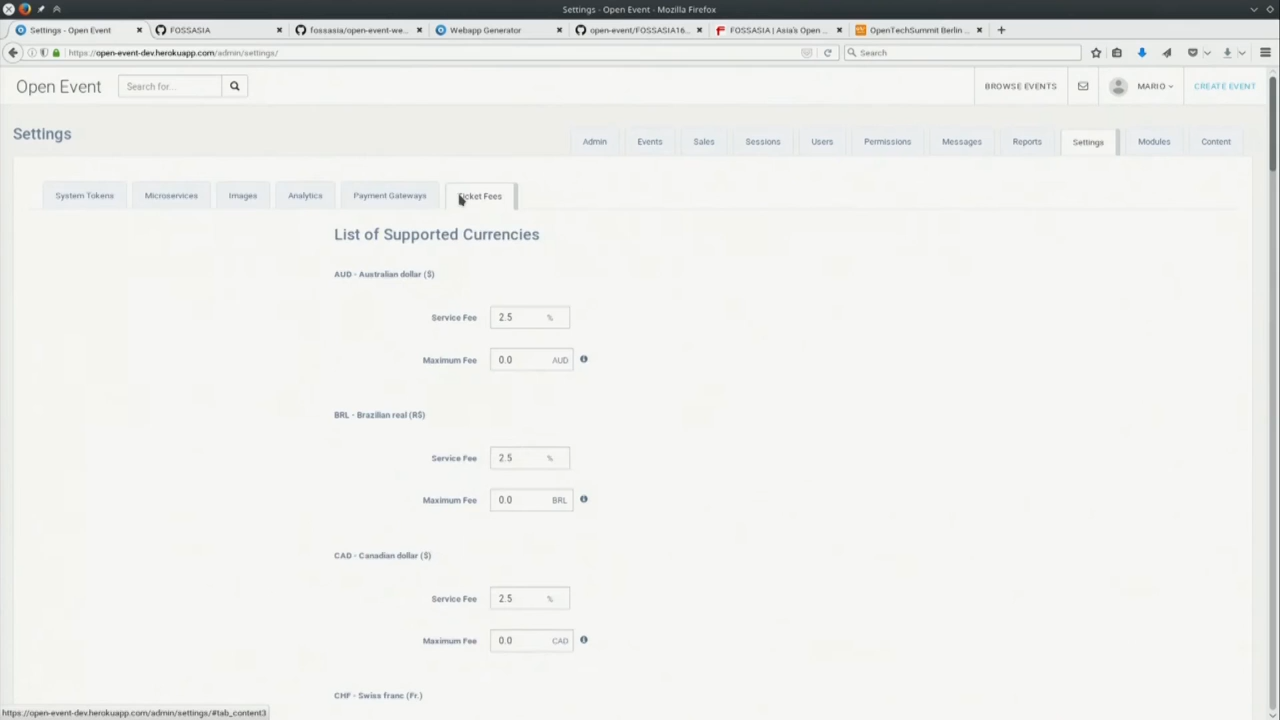 Settings - Open Event - Mozilla Firefox
Settings - Open Event
FOSSASIA
fossasia/open-event-we...
Webapp Generator
open-event/FOSSASIA16...
FOSSASIA | Asia's Open ...
OpenTechSummit Berlin ...
https://open-event-dev.herokuapp.com/admin/settings/
Search
Open Event
Search for...
BROWSE EVENTS
MARIO
CREATE EVENT
Settings
Admin
Events
Sales
Sessions
Users
Permissions
Messages
Reports
Settings
Modules
Content
System Tokens
Microservices
Images
Analytics
Payment Gateways
Ticket Fees
List of Supported Currencies
AUD - Australian dollar ($)
Service Fee 2.5 %
Maximum Fee 0.0 AUD
BRL - Brazilian real (R$)
Service Fee 2.5 %
Maximum Fee 0.0 BRL
CAD - Canadian dollar ($)
Service Fee 2.5 %
Maximum Fee 0.0 CAD
CHF - Swiss franc (Fr.)
https://open-event-dev.herokuapp.com/admin/settings/#tab_content3